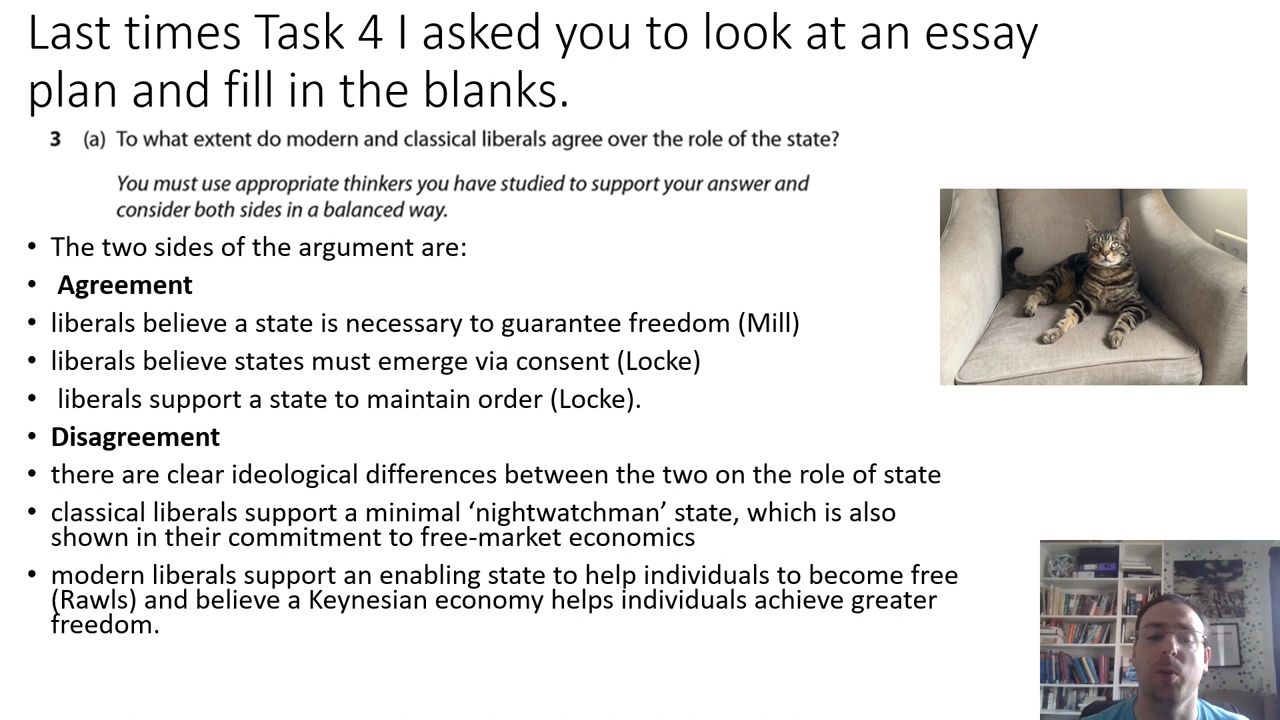 Last times Task 4 I asked you to look at an essay
plan and fill in the blanks.
3 (a) To what extent do modern and classical liberals agree over the role of the state?
You must use appropriate thinkers you have studied to support your answer and
consider both sides in a balanced way.
• The two sides of the argument are:
• Agreement
• liberals believe a state is necessary to guarantee freedom (Mill)
• liberals believe states must emerge via consent (Locke)
• liberals support a state to maintain order (Locke).
• Disagreement
• there are clear ideological differences between the two on the role of state
• classical liberals support a minimal ‘nightwatchman’ state, which is also
shown in their commitment to free-market economics
• modern liberals support an enabling state to help individuals to become free
(Rawls) and believe a Keynesian economy helps individuals achieve greater
freedom.